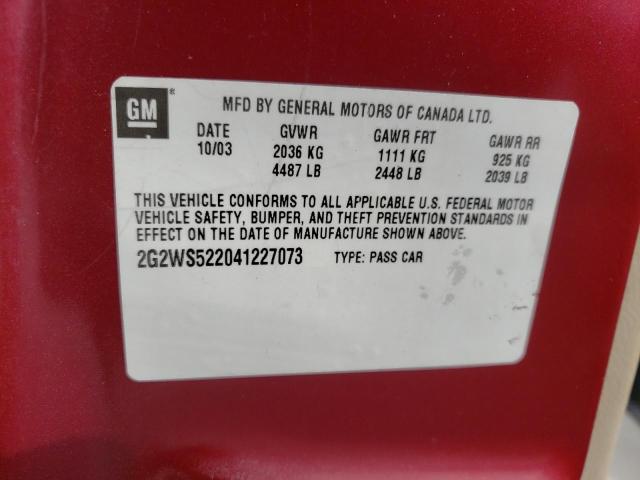 GM®
MFD BY GENERAL MOTORS OF CANADA LTD.
DATE GVWR GAWR FRT GAWR RR
10/03 2036 KG 1111 KG 925 KG
4487 LB 2448 LB 2039 LB
THIS VEHICLE CONFORMS TO ALL APPLICABLE U.S. FEDERAL MOTOR
VEHICLE SAFETY, BUMPER, AND THEFT PREVENTION STANDARDS IN
EFFECT ON THE DATE OF MANUFACTURE SHOWN ABOVE.
2G2WS522041227073 TYPE: PASS CAR